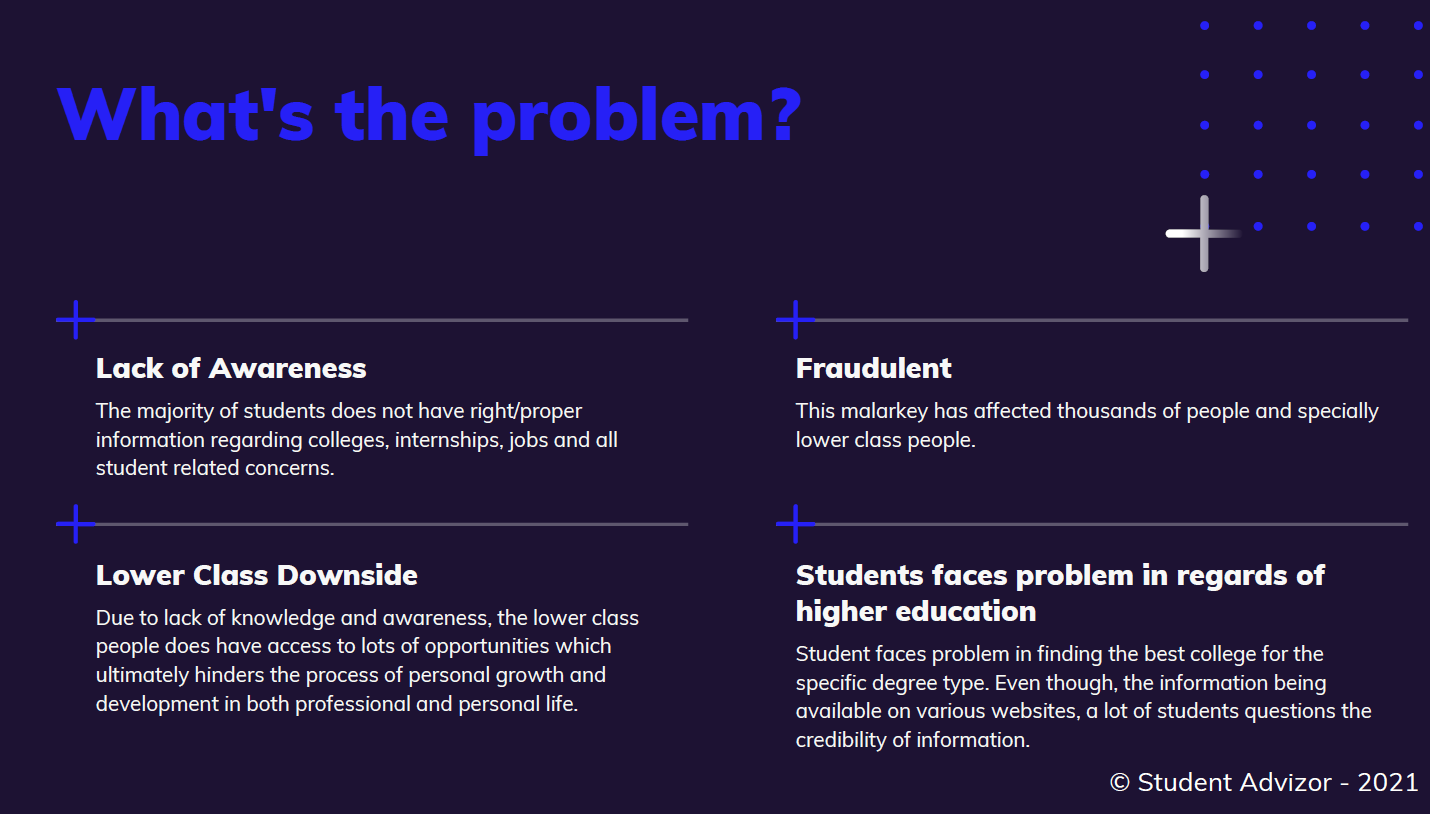 What's the problem?
Lack of Awareness
The majority of students does not have right/proper
information regarding colleges, internships, jobs and all
student related concerns.
Fraudulent
This malarkey has affected thousands of people and specially
lower class people.
Lower Class Downside
Due to lack of knowledge and awareness, the lower class
people does have access to lots of opportunities which
ultimately hinders the process of personal growth and
development in both professional and personal life.
Students faces problem in regards of
higher education
Student faces problem in finding the best college for the
specific degree type. Even though, the information being
available on various websites, a lot of students questions the
credibility of information.
© Student Advizor - 2021